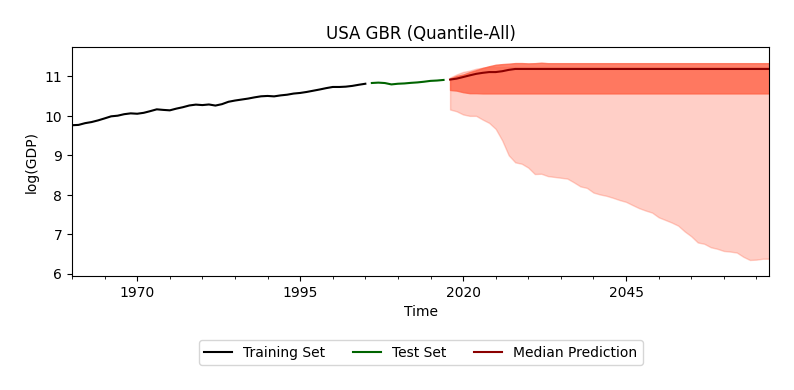 USA GBR (Quantile-All)
11
10
9
8
7
6
log(GDP)
1970 1995 2020 2045
Time
Training Set Test Set Median Prediction